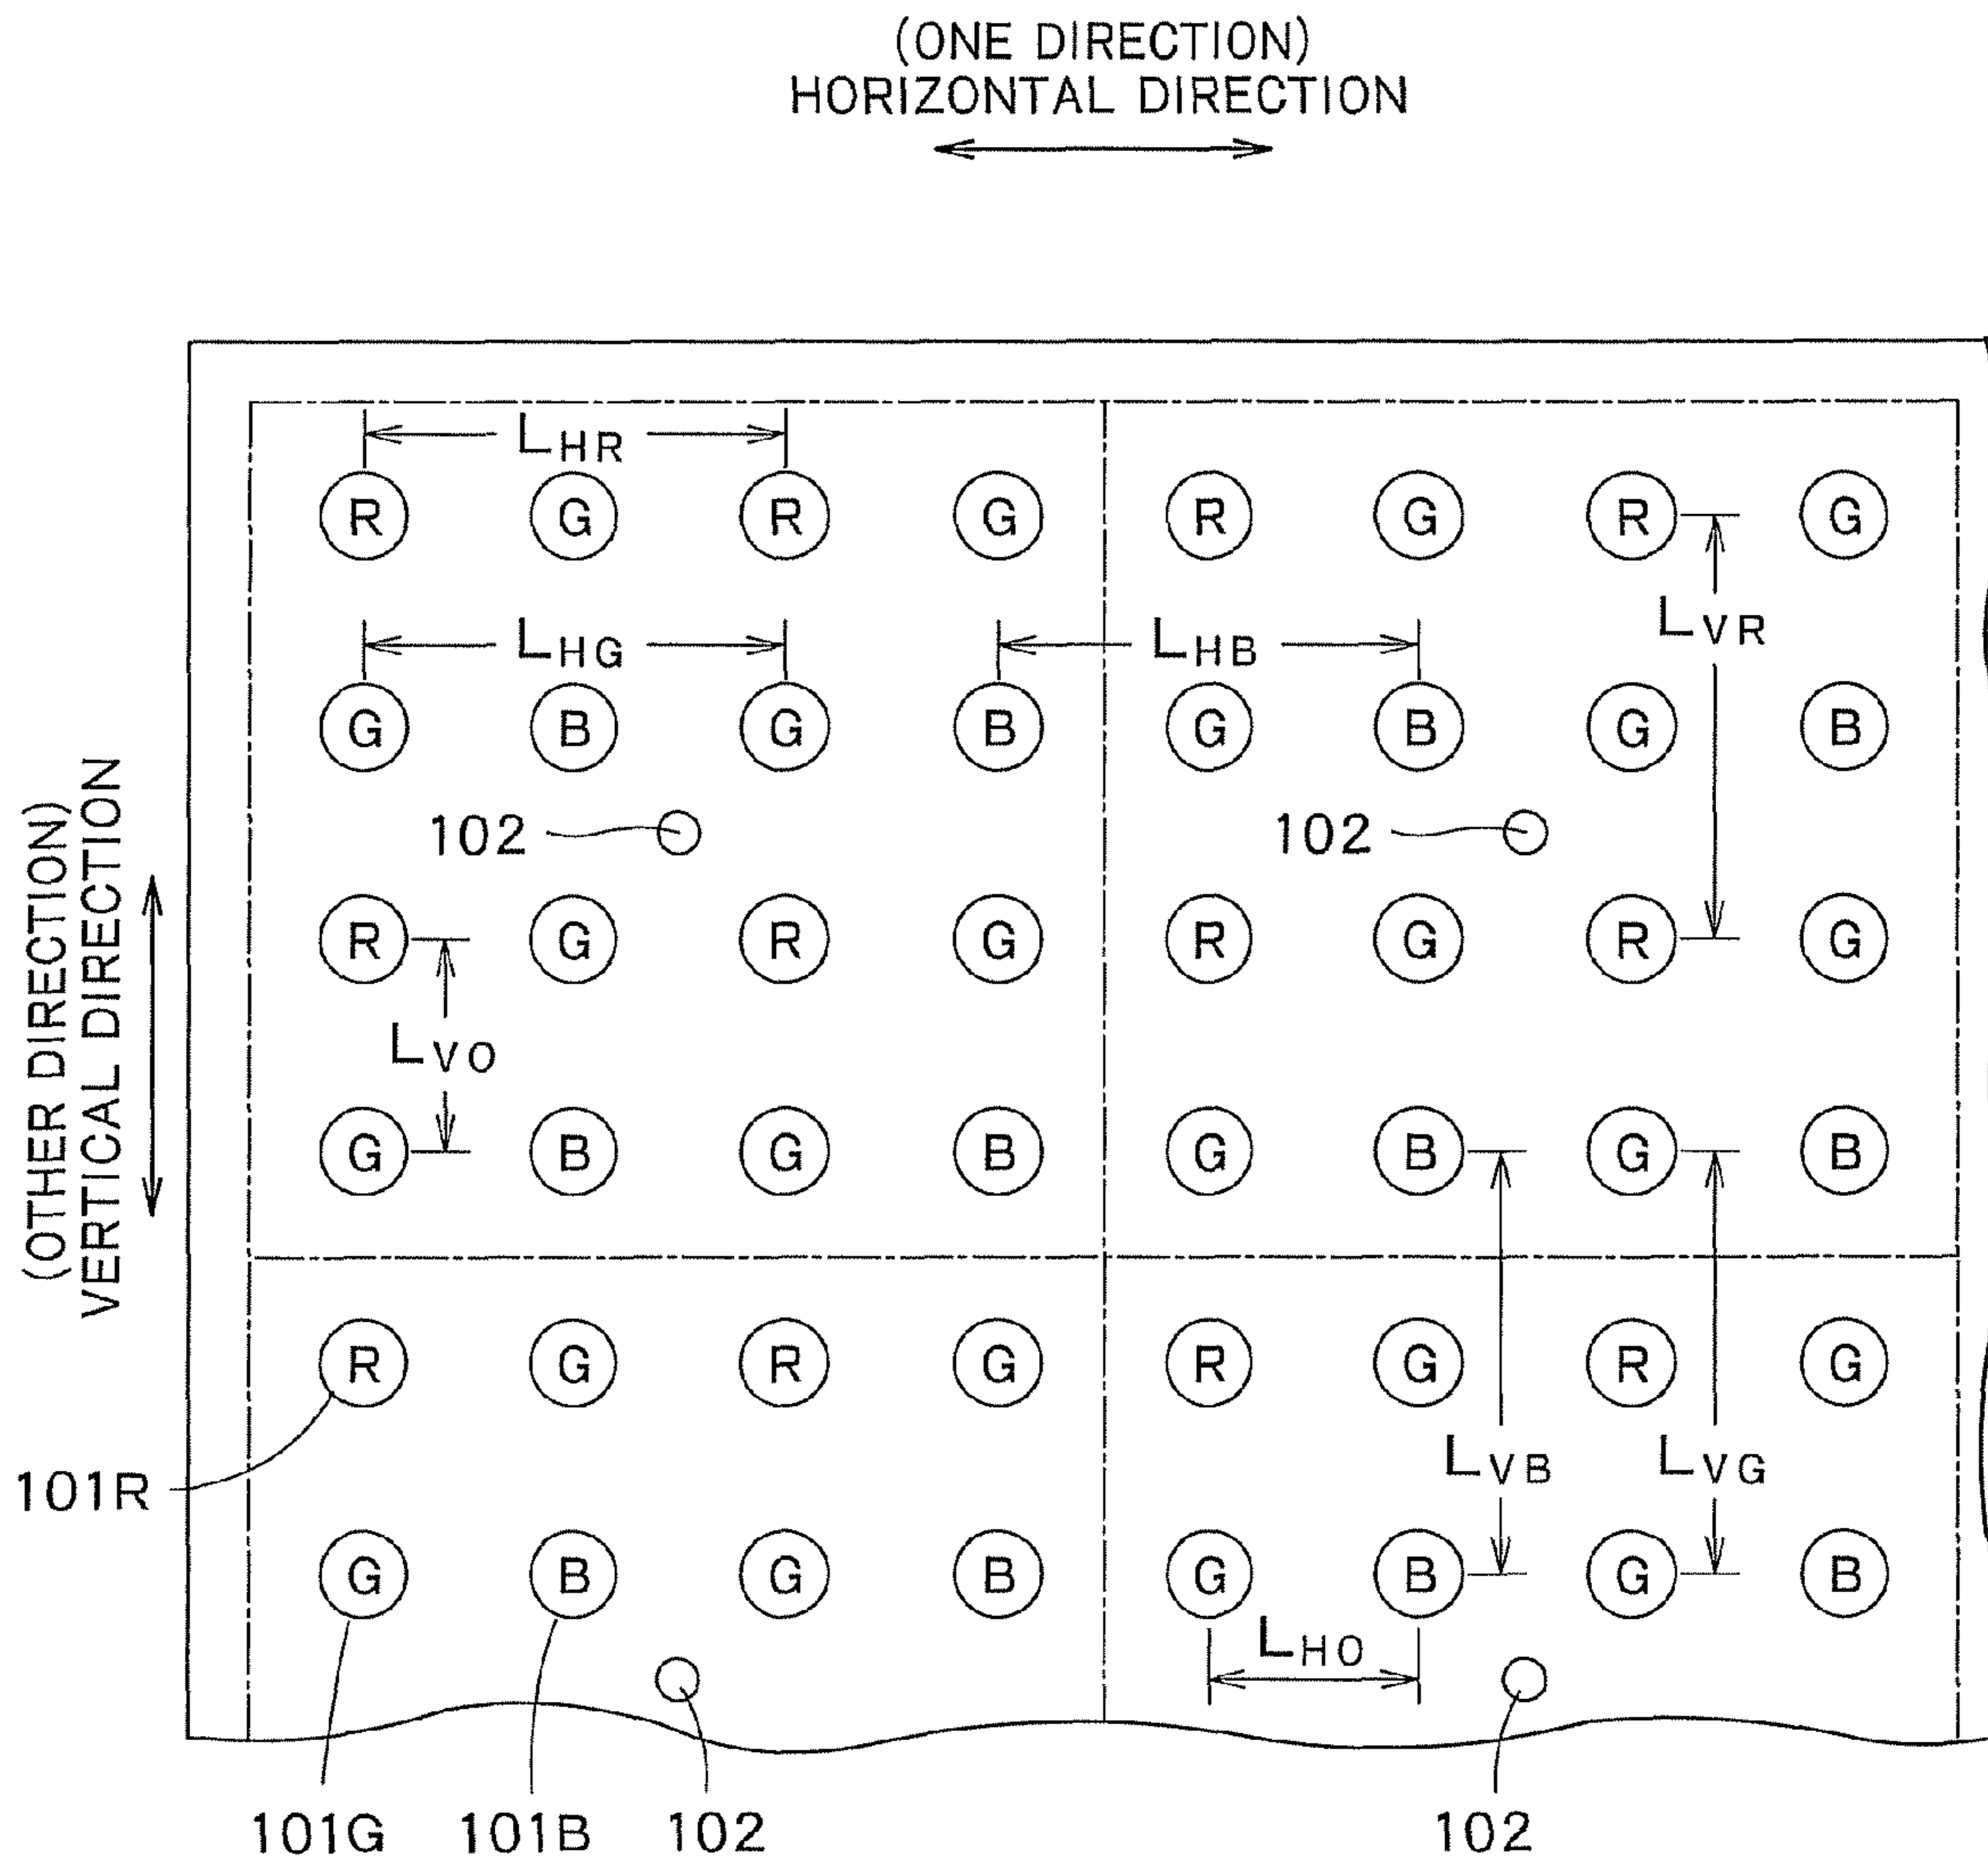 (ONE DIRECTION)
HORIZONTAL DIRECTION
(OTHER DIRECTION)
VERTICAL DIRECTION
LHR
R G R G R G R G
LVR
LHG LHB
G B G B G B G B
102 102
R G R G R G R G
LVO
G B G B G B G B
R G R G R G R G
LVB LVG
101R
G B G B G B G B
LHO
101G 101B 102 102